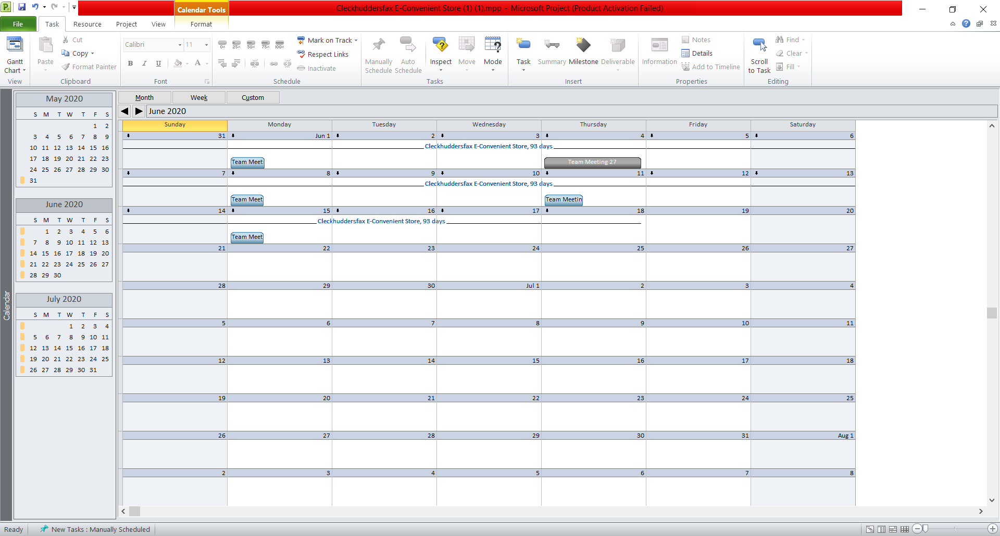 Calendar Tools
Cleckhuddersfax E-Convenient Store (1) (1).mpp - Microsoft Project (Product Activation Failed)
File Task Resource Project View Format
Gantt Chart
View
Paste
Cut
Copy
Format Painter
Clipboard
Calibri 11
B I U A
Font
0% 25% 50% 75% 100%
Mark on Track
Respect Links
Inactivate
Schedule
Manually Schedule
Auto Schedule
Inspect
Move
Mode
Tasks
Task
Summary
Milestone
Deliverable
Insert
Information
Notes
Details
Add to Timeline
Properties
Scroll to Task
Find
Clear
Fill
Editing
Calendar
May 2020
S M T W T F S
1 2
3 4 5 6 7 8 9
10 11 12 13 14 15 16
17 18 19 20 21 22 23
24 25 26 27 28 29 30
31
June 2020
S M T W T F S
1 2 3 4 5 6
7 8 9 10 11 12 13
14 15 16 17 18 19 20
21 22 23 24 25 26 27
28 29 30
July 2020
S M T W T F S
1 2 3 4
5 6 7 8 9 10 11
12 13 14 15 16 17 18
19 20 21 22 23 24 25
26 27 28 29 30 31
Month Week Custom
June 2020
Sunday Monday Tuesday Wednesday Thursday Friday Saturday
31 Jun 1 2 3 4 5 6
Cleckhuddersfax E-Convenient Store, 93 days
Team Meet Team Meeting 27
7 8 9 10 11 12 13
Cleckhuddersfax E-Convenient Store, 93 days
Team Meet Team Meetin
14 15 16 17 18 19 20
Cleckhuddersfax E-Convenient Store, 93 days
Team Meet
21 22 23 24 25 26 27
28 29 30 Jul 1 2 3 4
5 6 7 8 9 10 11
12 13 14 15 16 17 18
19 20 21 22 23 24 25
26 27 28 29 30 31 Aug 1
2 3 4 5 6 7 8
Ready New Tasks : Manually Scheduled